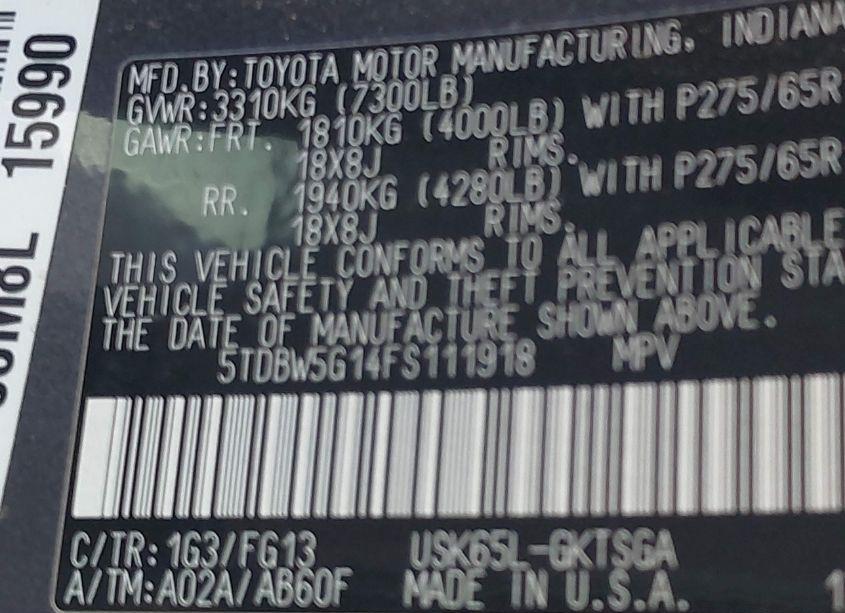 MFD.BY:TOYOTA MOTOR MANUFACTURING, INDIANA
GVWR:3310KG (7300LB)
GAWR:FRT. 1810KG (4000LB) WITH P275/65R
18X8J RIMS.
RR. 1940KG (4280LB) WITH P275/65R
18X8J RIMS.
THIS VEHICLE CONFORMS TO ALL APPLICABLE
VEHICLE SAFETY AND THEFT PREVENTION STA
THE DATE OF MANUFACTURE SHOWN ABOVE.
5TDBW5G14FS111918 MPV
C/TR:1G3/FG13 USK65L-GKTSGA
A/TM:A02A/AB60F MADE IN U.S.A.
15990